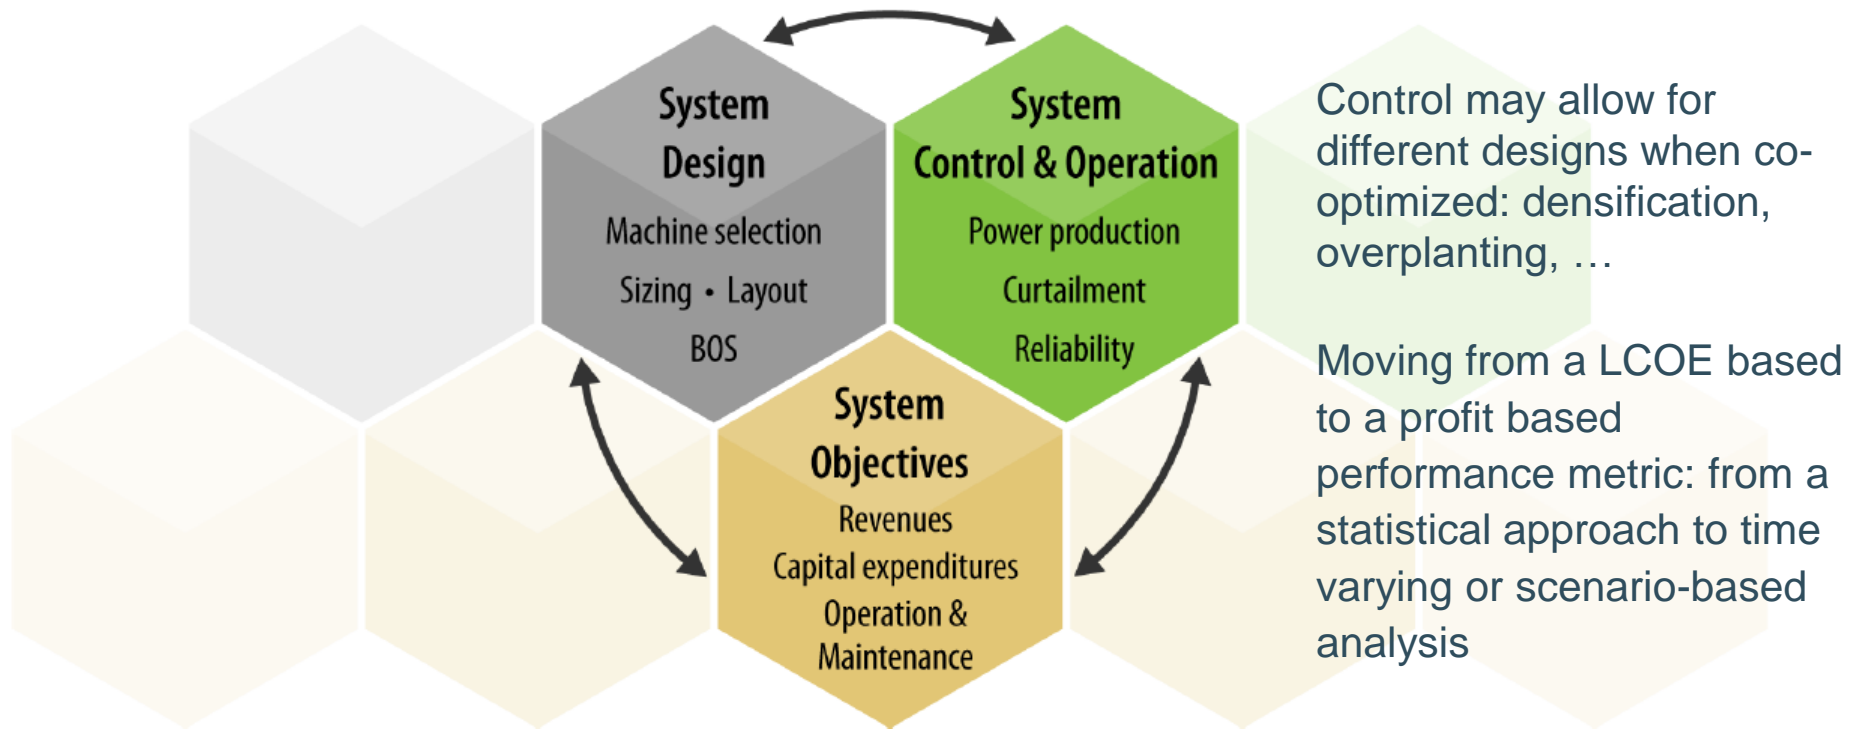 System
Design
Machine selection
Sizing • Layout
BOS
System
Control & Operation
Power production
Curtailment
Reliability
System
Objectives
Revenues
Capital expenditures
Operation &
Maintenance
Control may allow for
different designs when co-
optimized: densification,
overplanting, …
Moving from a LCOE based
to a profit based
performance metric: from a
statistical approach to time
varying or scenario-based
analysis